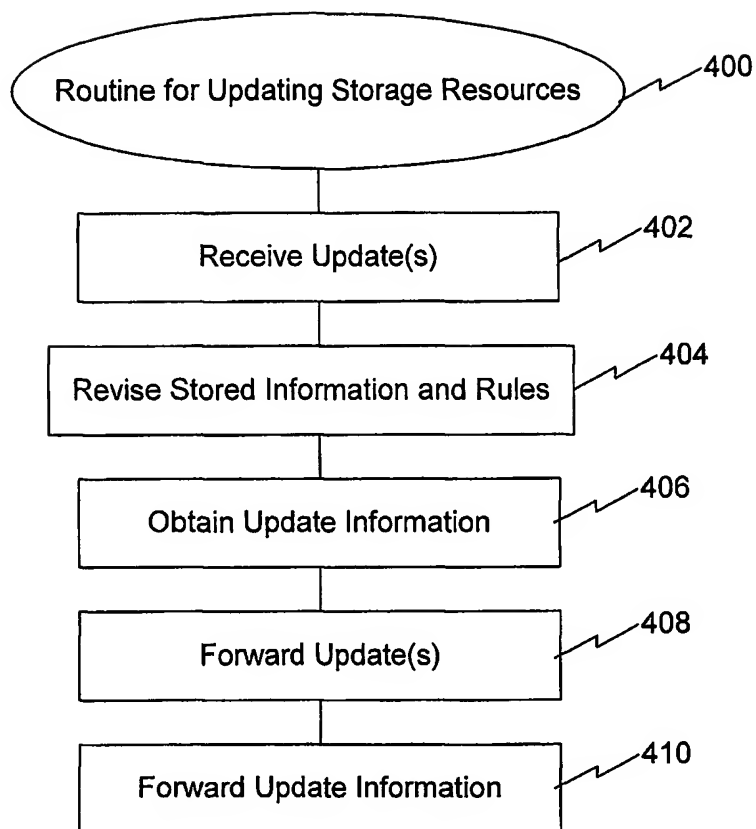 Routine for Updating Storage Resources
400
Receive Update(s)
402
Revise Stored Information and Rules
404
Obtain Update Information
406
Forward Update(s)
408
Forward Update Information
410